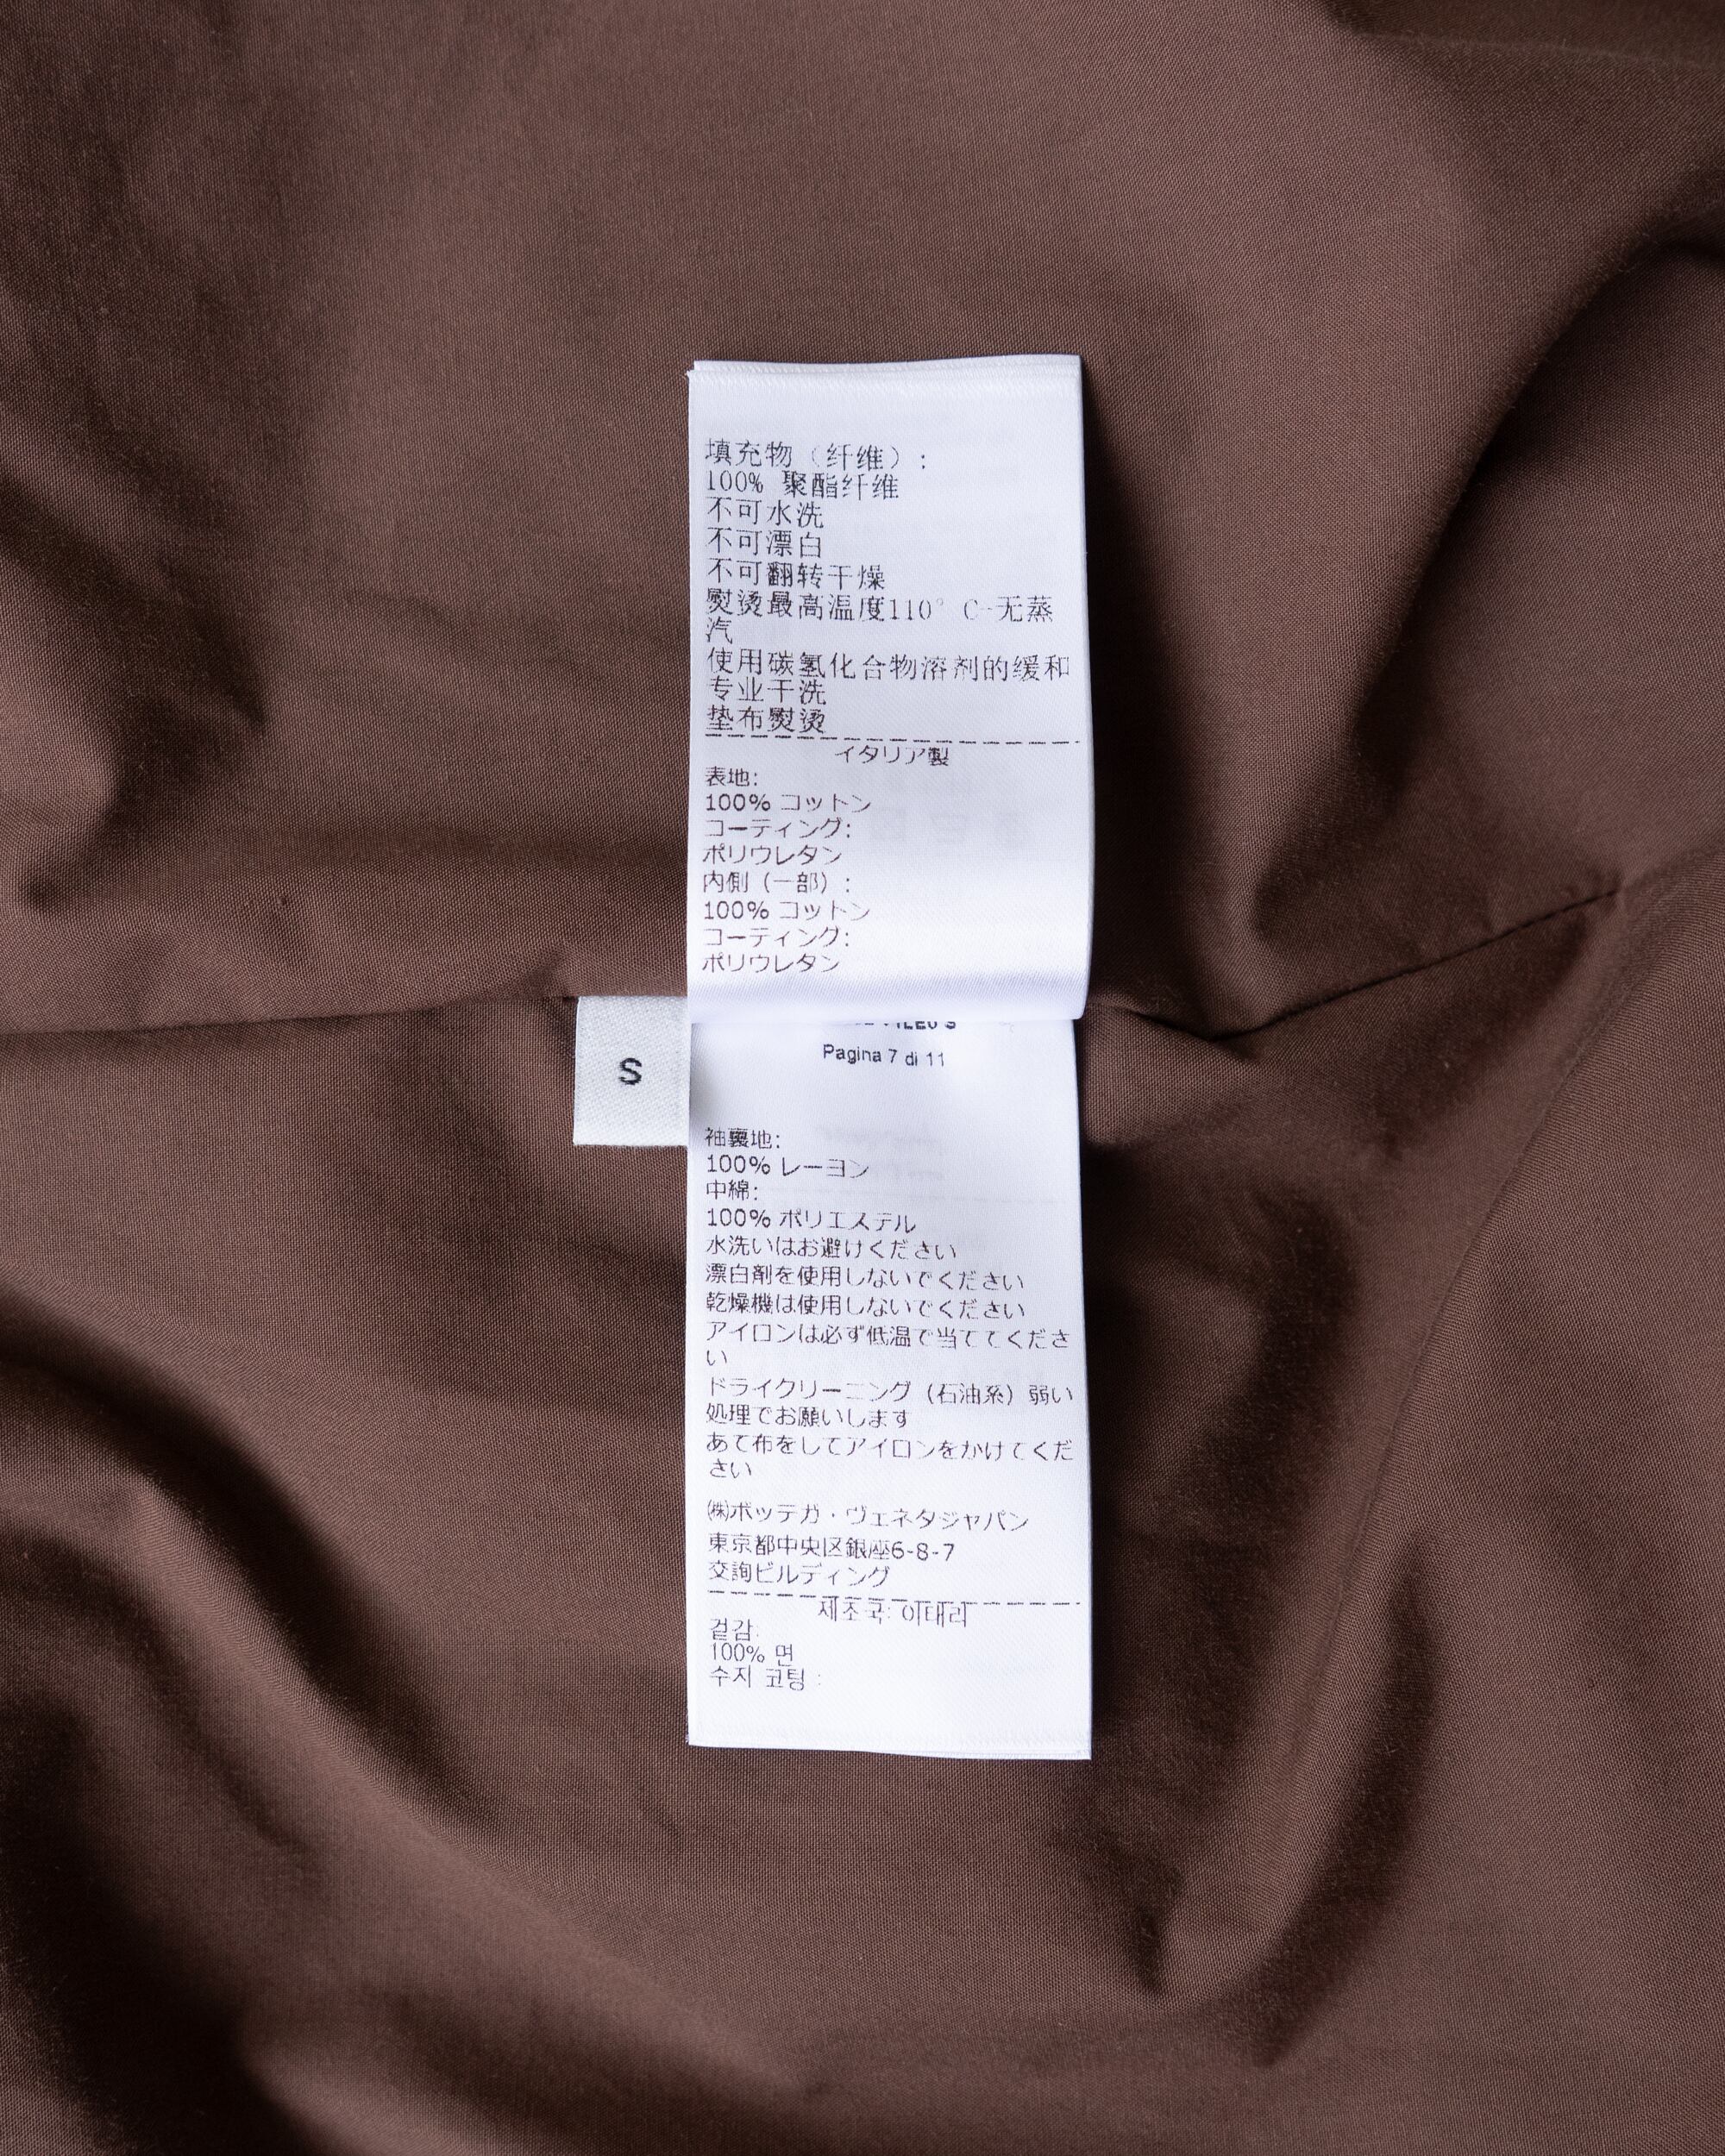 填充物（纤维）:
100% 聚酯纤维
不可水洗
不可漂白
不可翻转干燥
熨烫最高温度110° C-无蒸
汽
使用碳氢化合物溶剂的缓和
专业干洗
垫布熨烫
イタリア製
表地:
100% コットン
コーティング:
ポリウレタン
内側（一部）:
100% コットン
コーティング:
ポリウレタン
S
Pagina 7 di 11
袖裏地:
100% レーヨン
中綿:
100% ポリエステル
水洗いはお避けください
漂白剤を使用しないでください
乾燥機は使用しないでください
アイロンは必ず低温で当ててくださ
い
ドライクリーニング（石油系）弱い
処理でお願いします
あて布をしてアイロンをかけてくだ
さい
㈱ボッテガ・ヴェネタジャパン
東京都中央区銀座6-8-7
交詢ビルディング
제조국: 이태리
겉감:
100% 면
수지 코팅 :